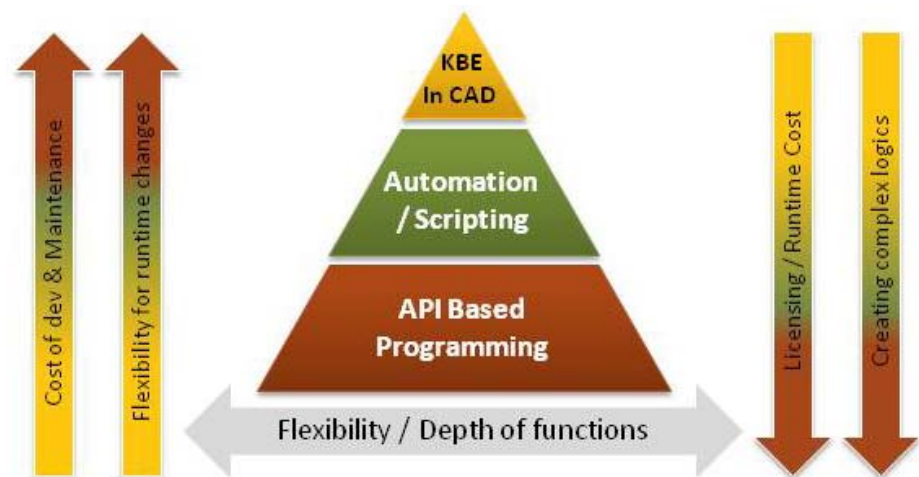 KBE
In CAD
Automation
/ Scripting
API Based
Programming
Flexibility / Depth of functions
Cost of dev & Maintenance
Flexibility for runtime changes
Licensing / Runtime Cost
Creating complex logics